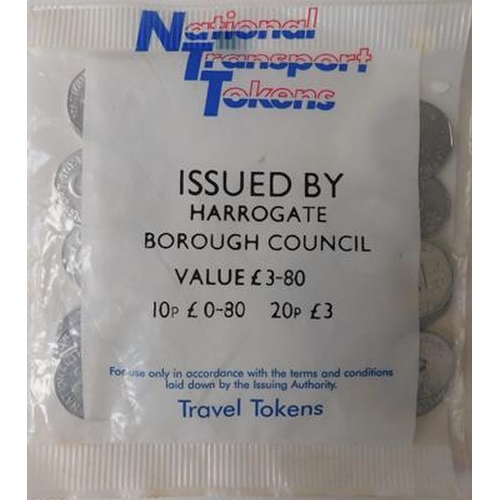 National
Transport
Tokens
ISSUED BY
HARROGATE
BOROUGH COUNCIL
VALUE £3-80
10P £0-80 20P £3
For use only in accordance with the terms and conditions
laid down by the Issuing Authority.
Travel Tokens